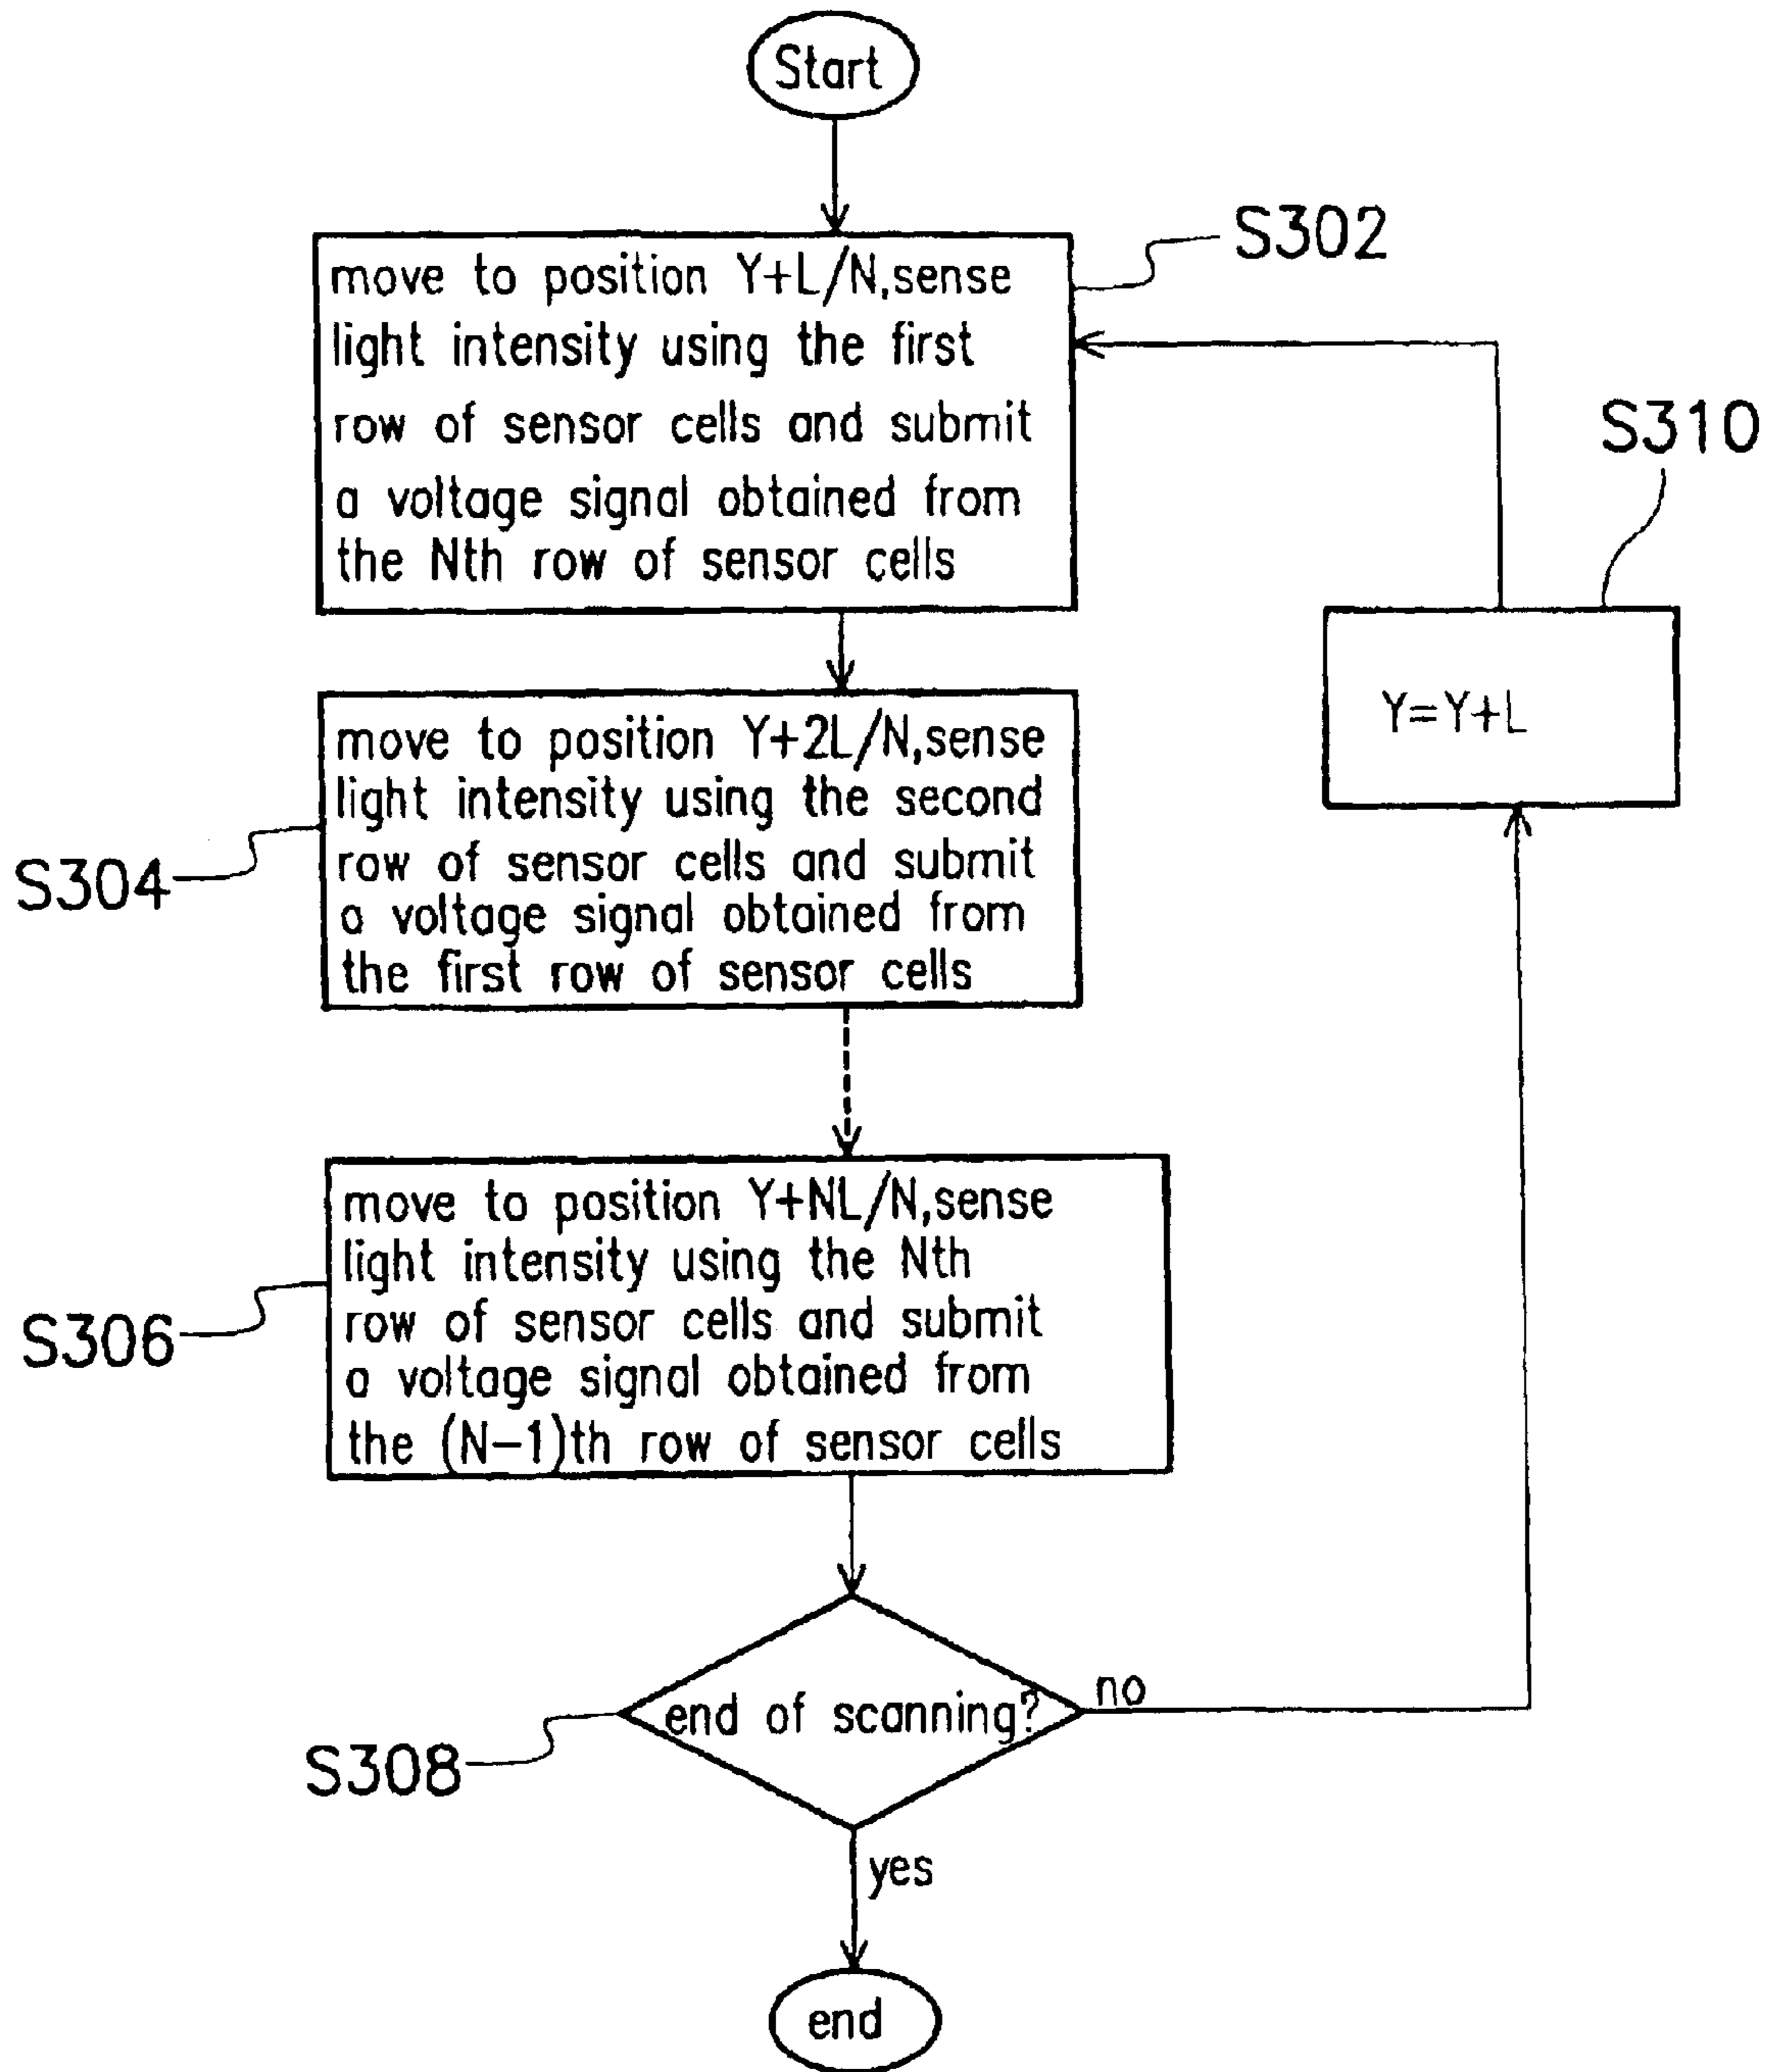 Start
S302
move to position Y+L/N,sense
light intensity using the first
row of sensor cells and submit
a voltage signal obtained from
the Nth row of sensor cells
S310
Y=Y+L
S304
move to position Y+2L/N,sense
light intensity using the second
row of sensor cells and submit
a voltage signal obtained from
the first row of sensor cells
S306
move to position Y+NL/N,sense
light intensity using the Nth
row of sensor cells and submit
a voltage signal obtained from
the (N-1)th row of sensor cells
end of scanning?
no
S308
yes
end